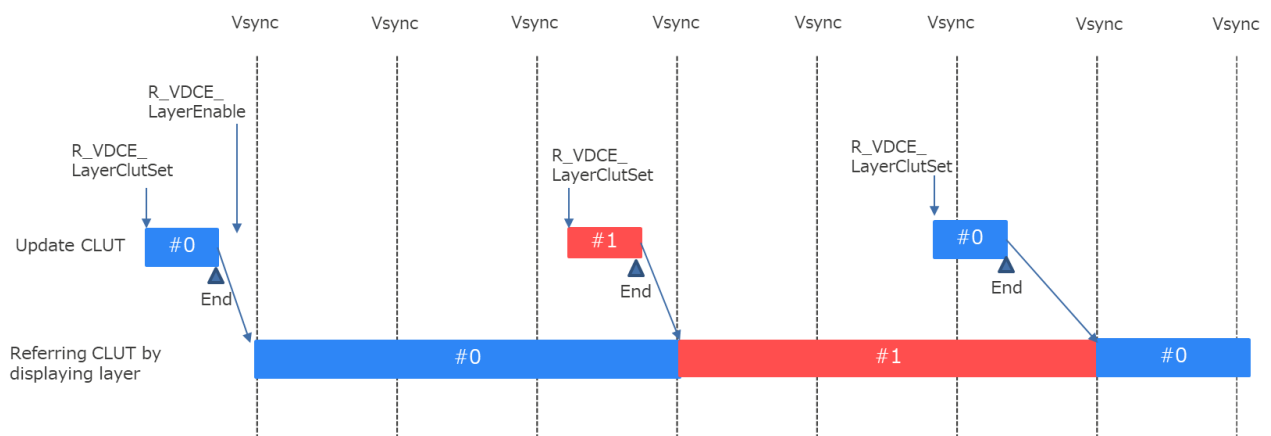 Vsync Vsync Vsync Vsync Vsync Vsync Vsync Vsync
R_VDCE_
LayerEnable
R_VDCE_
LayerClutSet
R_VDCE_
LayerClutSet
R_VDCE_
LayerClutSet
Update CLUT
#0
#1
#0
End
End
End
Referring CLUT by
displaying layer
#0
#1
#0